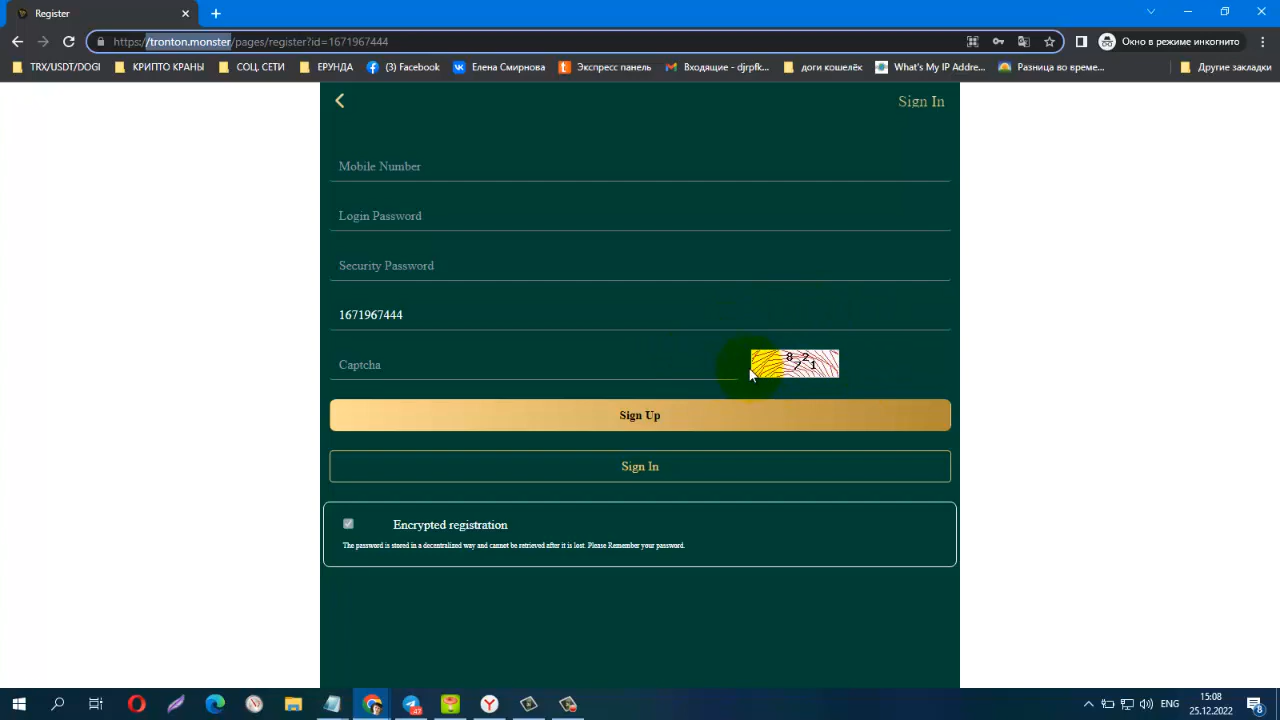 Register
https://tronton.monster/pages/register?id=1671967444
Окно в режиме инкогнито
TRX/USDT/DOGI
КРИПТО КРАНЫ
СОЦ. СЕТИ
ЕРУНДА
(3) Facebook
Елена Смирнова
Экспресс панель
Входящие - djrpfk...
доги кошелёк
What's My IP Addre...
Разница во време...
Другие закладки
Sign In
Mobile Number
Login Password
Security Password
1671967444
Captcha
Sign Up
Sign In
Encrypted registration
The password is stored in a decentralized way and cannot be retrieved after it is lost. Please Remember your password.
ENG
15:08
25.12.2022